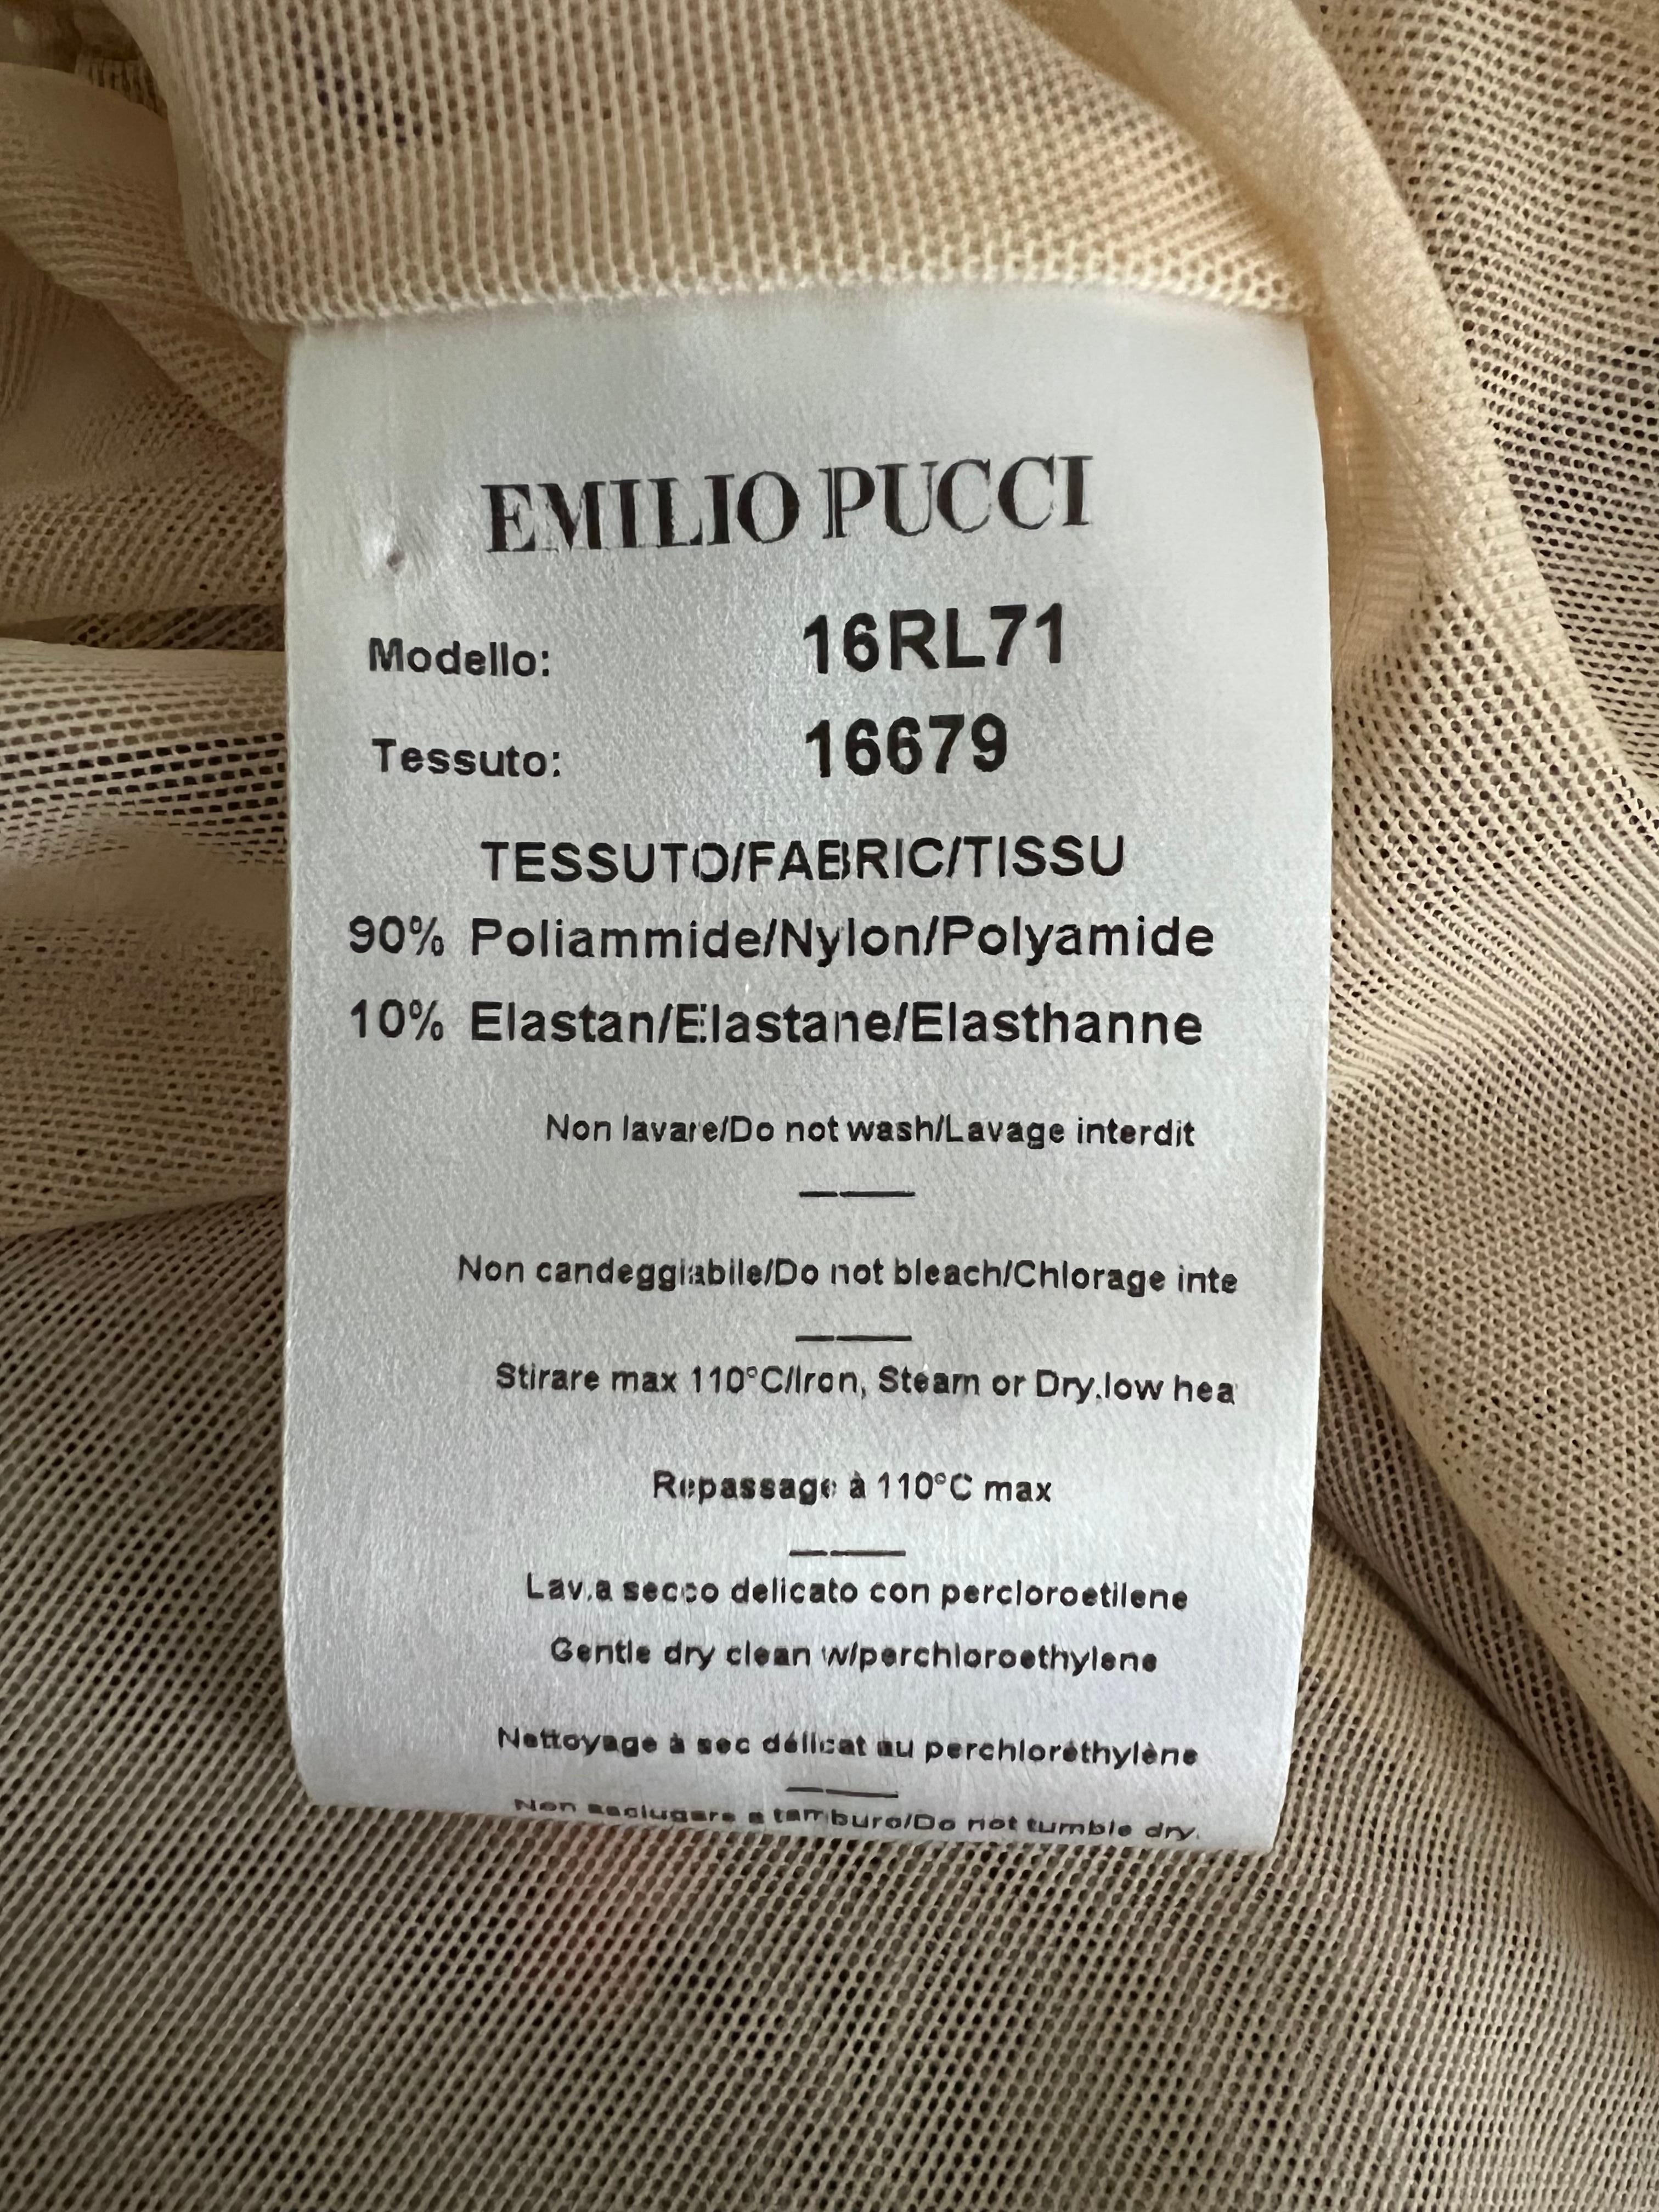 EMILIO PUCCI
Modello: 16RL71
Tessuto: 16679
TESSUTO/FABRIC/TISSU
90% Poliammide/Nylon/Polyamide
10% Elastan/Elastane/Elasthanne
Non lavare/Do not wash/Lavage interdit
Non candeggiabile/Do not bleach/Chlorage inte
Stirare max 110°C/Iron, Steam or Dry,low hea
Repassage à 110°C max
Lav.a secco delicato con percloroetilene
Gentle dry clean w/perchloroethylene
Nettoyage à sec délicat au perchloréthylène
Non asciugare a tamburo/Do not tumble dry.